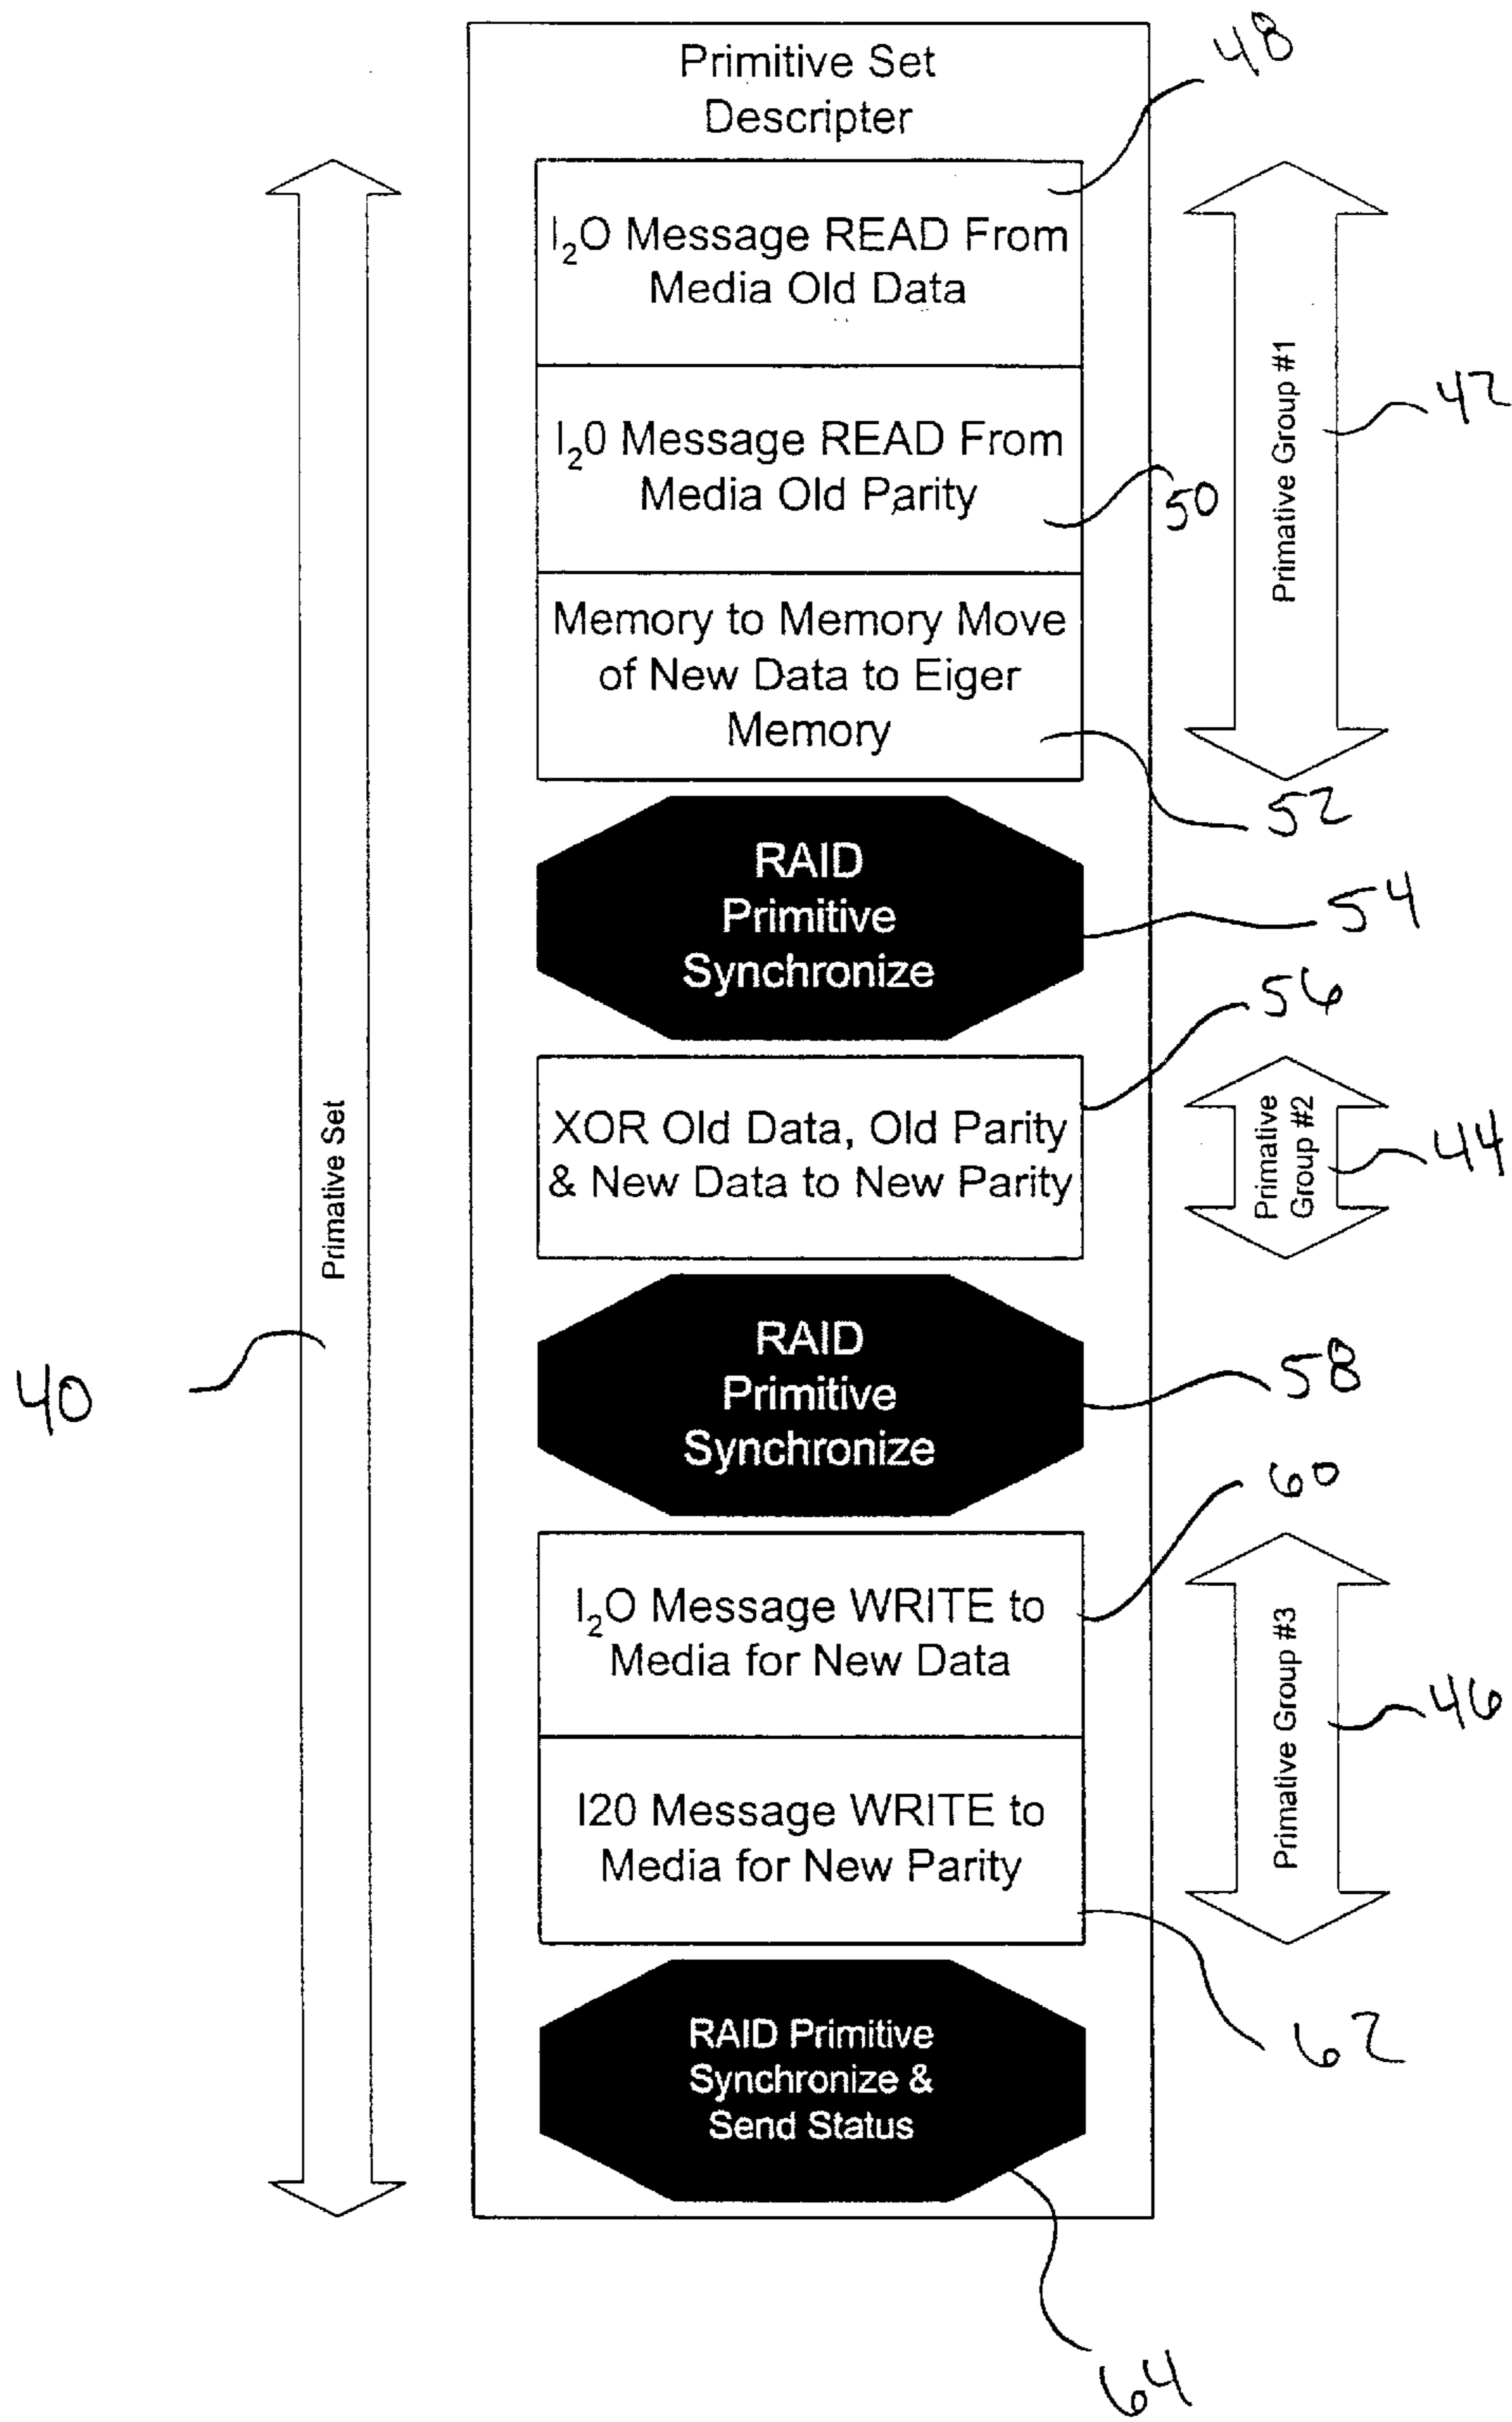 Primitive Set
Descripter
48
I₂O Message READ From
Media Old Data
I₂0 Message READ From
Media Old Parity
50
Memory to Memory Move
of New Data to Eiger
Memory
52
Primative Group #1
42
RAID
Primitive
Synchronize
54
56
XOR Old Data, Old Parity
& New Data to New Parity
Primative
Group #2
44
Primative Set
40
RAID
Primitive
Synchronize
58
60
I₂O Message WRITE to
Media for New Data
I20 Message WRITE to
Media for New Parity
62
Primative Group #3
46
RAID Primitive
Synchronize &
Send Status
64